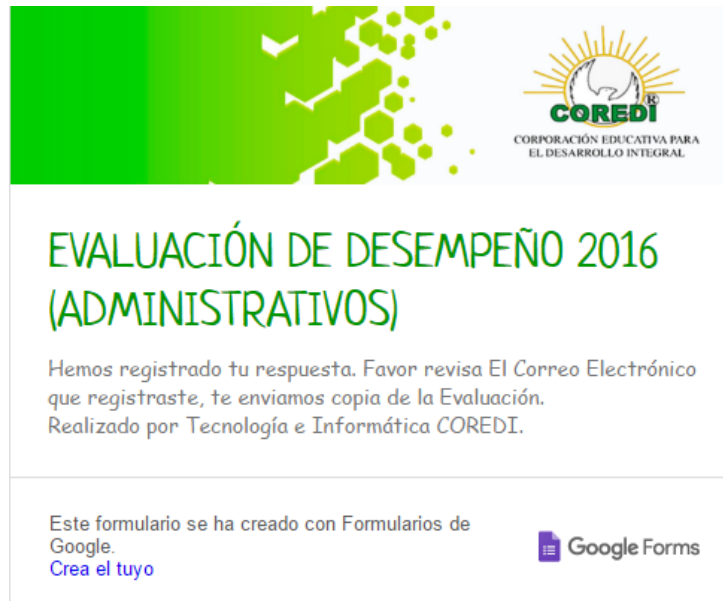 COREDI®
CORPORACIÓN EDUCATIVA PARA
EL DESARROLLO INTEGRAL
EVALUACIÓN DE DESEMPEÑO 2016
(ADMINISTRATIVOS)
Hemos registrado tu respuesta. Favor revisa El Correo Electrónico
que registraste, te enviamos copia de la Evaluación.
Realizado por Tecnología e Informática COREDI.
Este formulario se ha creado con Formularios de
Google.
Crea el tuyo
Google Forms